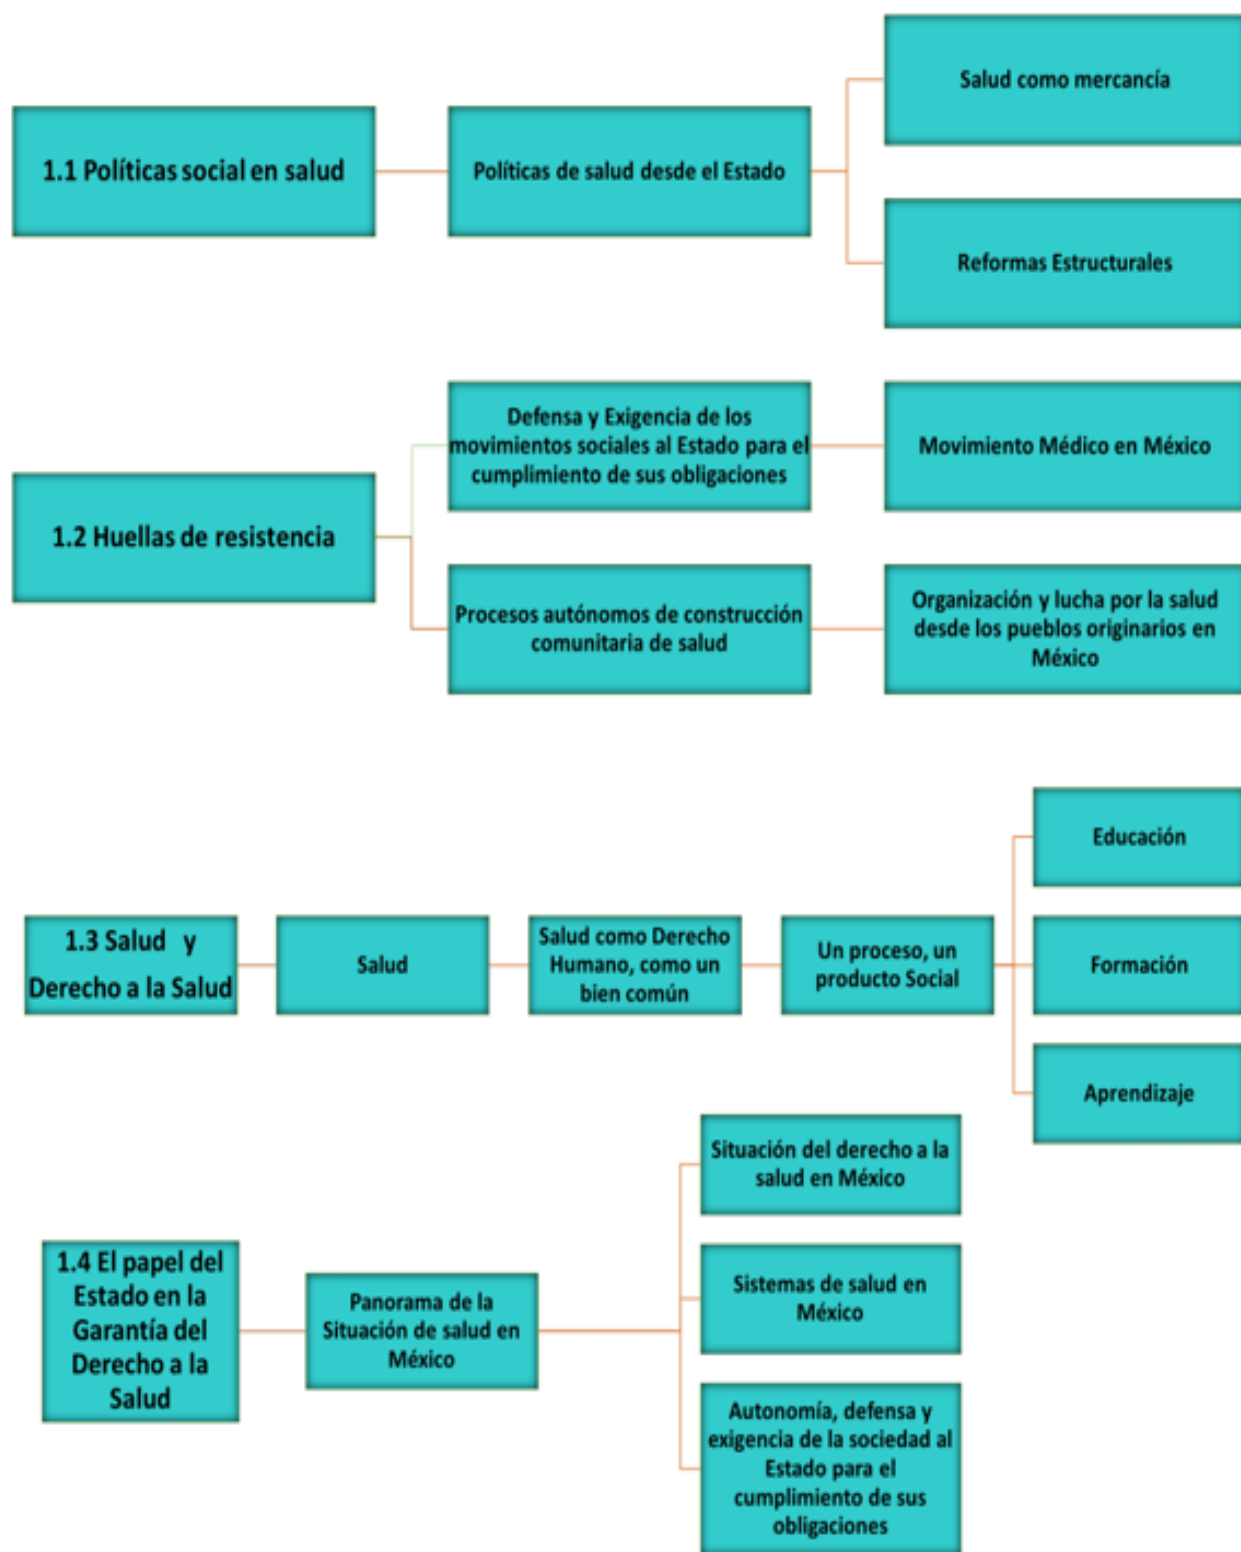 Salud como mercancía
1.1 Políticas social en salud
Políticas de salud desde el Estado
Reformas Estructurales
Defensa y Exigencia de los
movimientos sociales al Estado para el
cumplimiento de sus obligaciones
Movimiento Médico en México
1.2 Huellas de resistencia
Procesos autónomos de construcción
comunitaria de salud
Organización y lucha por la salud
desde los pueblos originarios en
México
Educación
1.3 Salud y
Derecho a la Salud
Salud
Salud como Derecho
Humano, como un
bien común
Un proceso, un
producto Social
Formación
Aprendizaje
Situación del derecho a la
salud en México
1.4 El papel del
Estado en la
Garantía del
Derecho a la
Salud
Panorama de la
Situación de salud en
México
Sistemas de salud en
México
Autonomía, defensa y
exigencia de la sociedad al
Estado para el
cumplimiento de sus
obligaciones